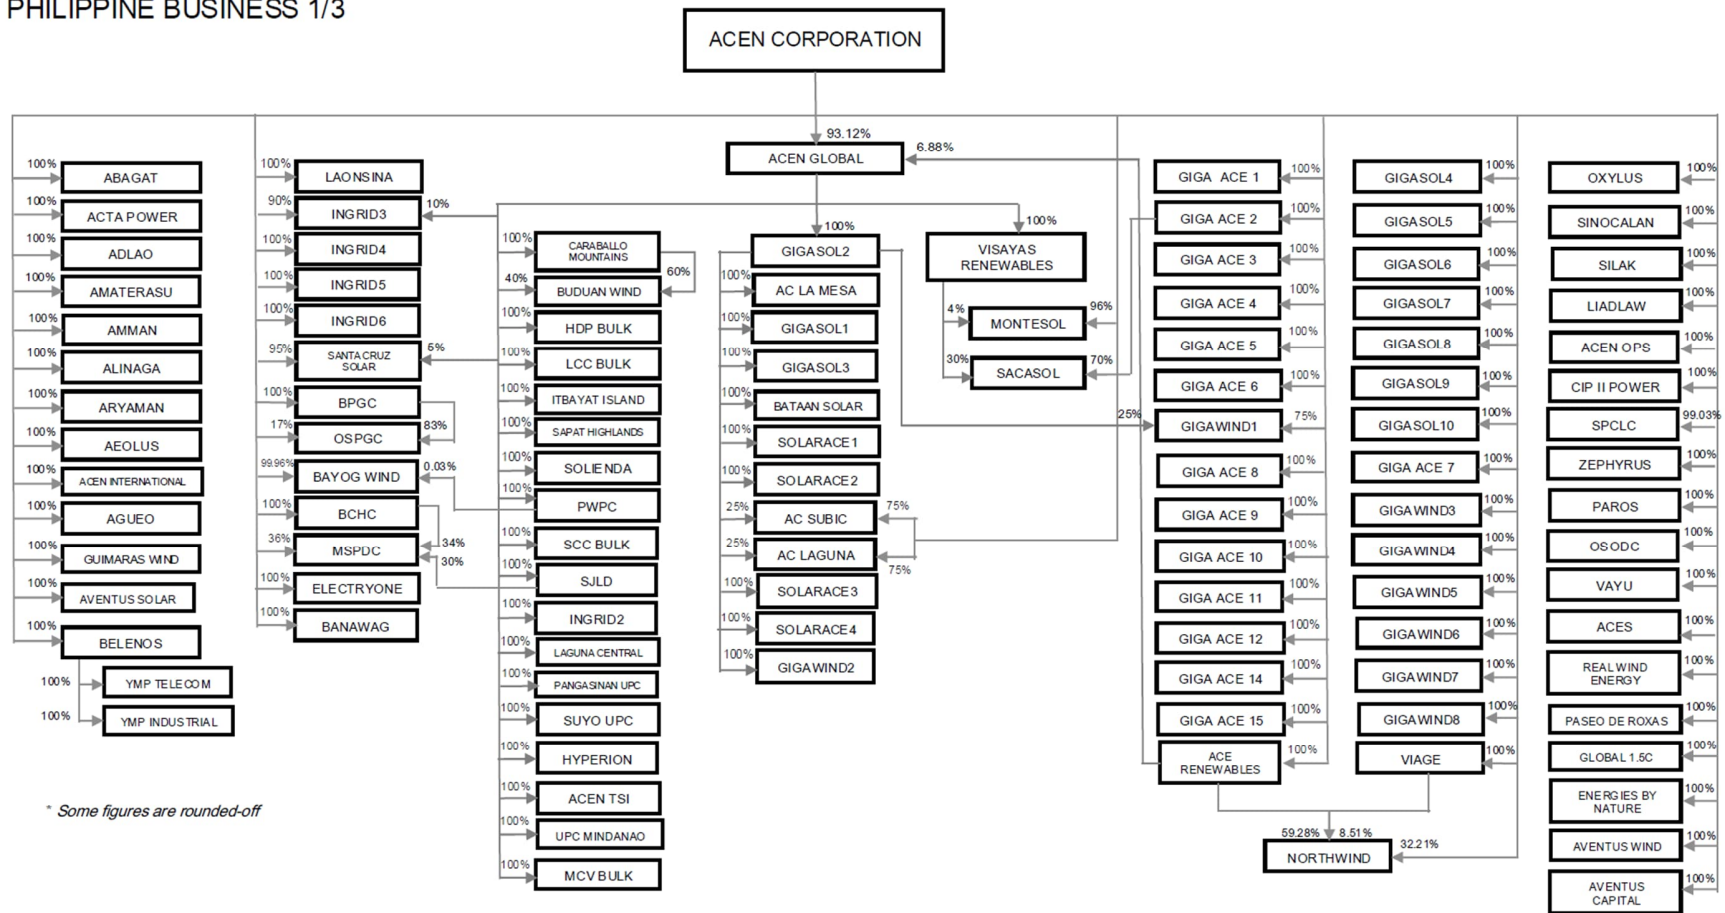 PHILIPPINE BUSINESS 1/3
ACEN CORPORATION
93.12%
ACEN GLOBAL
6.88%
100%
ABAGAT
100%
ACTA POWER
100%
ADLAO
100%
AMATERASU
100%
AMMAN
100%
ALINAGA
100%
ARYAMAN
100%
AEOLUS
100%
ACEN INTERNATIONAL
100%
AGUEO
100%
GUIMARAS WIND
100%
AVENTUS SOLAR
100%
BELENOS
100%
YMP TELECOM
100%
YMP INDUSTRIAL
* Some figures are rounded-off
100%
LAONSINA
90%
INGRID3
10%
100%
INGRID4
100%
INGRID5
100%
INGRID6
95%
SANTA CRUZ
SOLAR
5%
100%
BPGC
17%
OSPGC
83%
99.96%
BAYOG WIND
0.03%
100%
BCHC
36%
MSPDC
34%
30%
100%
ELECTRYONE
100%
BANAWAG
100%
CARABALLO
MOUNTAINS
60%
40%
BUDUAN WIND
100%
HDP BULK
100%
LCC BULK
100%
ITBAYAT ISLAND
100%
SAPAT HIGHLANDS
100%
SOLIENDA
100%
PWPC
100%
SCC BULK
100%
SJLD
100%
INGRID2
100%
LAGUNA CENTRAL
100%
PANGASINAN UPC
100%
SUYO UPC
100%
HYPERION
100%
ACEN TSI
100%
UPC MINDANAO
100%
MCV BULK
100%
GIGASOL2
100%
AC LA MESA
100%
GIGASOL1
100%
GIGASOL3
100%
BATAAN SOLAR
100%
SOLARACE1
100%
SOLARACE2
25%
AC SUBIC
75%
25%
AC LAGUNA
75%
100%
SOLARACE3
100%
SOLARACE4
100%
GIGAWIND2
100%
VISAYAS
RENEWABLES
4%
MONTESOL
96%
30%
SACASOL
70%
GIGA ACE 1
100%
GIGA ACE 2
100%
GIGA ACE 3
100%
GIGA ACE 4
100%
GIGA ACE 5
100%
GIGA ACE 6
100%
25%
GIGAWIND1
75%
GIGA ACE 8
100%
GIGA ACE 9
100%
GIGA ACE 10
100%
GIGA ACE 11
100%
GIGA ACE 12
100%
GIGA ACE 14
100%
GIGA ACE 15
100%
ACE
RENEWABLES
100%
GIGASOL4
100%
GIGASOL5
100%
GIGASOL6
100%
GIGASOL7
100%
GIGASOL8
100%
GIGASOL9
100%
GIGASOL10
100%
GIGA ACE 7
100%
GIGAWIND3
100%
GIGAWIND4
100%
GIGAWIND5
100%
GIGAWIND6
100%
GIGAWIND7
100%
GIGAWIND8
100%
VIAGE
100%
59.28%
8.51%
NORTHWIND
32.21%
OXYLUS
100%
SINOCALAN
100%
SILAK
100%
LIADLAW
100%
ACEN OPS
100%
CIP II POWER
100%
SPCLC
99.03%
ZEPHYRUS
100%
PAROS
100%
OSODC
100%
VAYU
100%
ACES
100%
REAL WIND
ENERGY
100%
PASEO DE ROXAS
100%
GLOBAL 1.5C
100%
ENERGIES BY
NATURE
100%
AVENTUS WIND
100%
AVENTUS
CAPITAL
100%